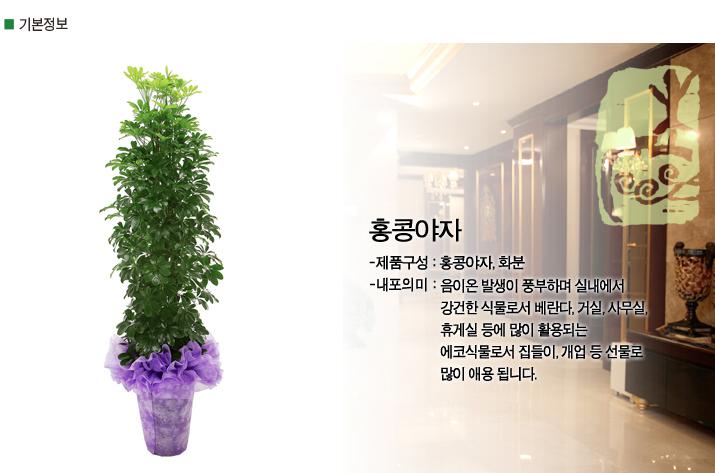 기본정보
홍콩야자
-제품구성 : 홍콩야자, 화분
-내포의미 : 음이온 발생이 풍부하며 실내에서
강건한 식물로서 베란다, 거실, 사무실,
휴게실 등에 많이 활용되는
에코식물로서 집들이, 개업 등 선물로
많이 애용 됩니다.